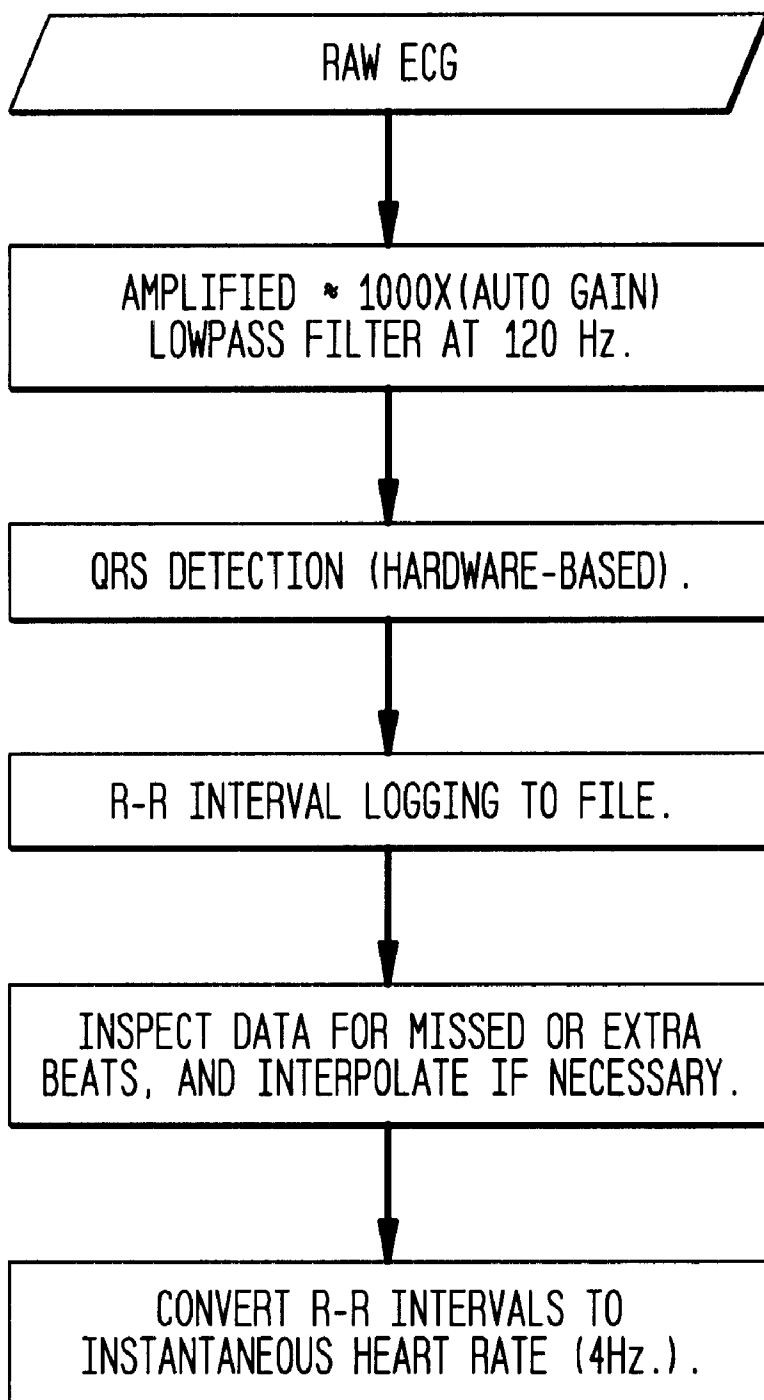 RAW ECG
AMPLIFIED ≈ 1000X(AUTO GAIN)
LOWPASS FILTER AT 120 Hz.
QRS DETECTION (HARDWARE-BASED).
R-R INTERVAL LOGGING TO FILE.
INSPECT DATA FOR MISSED OR EXTRA
BEATS, AND INTERPOLATE IF NECESSARY.
CONVERT R-R INTERVALS TO
INSTANTANEOUS HEART RATE (4Hz.).